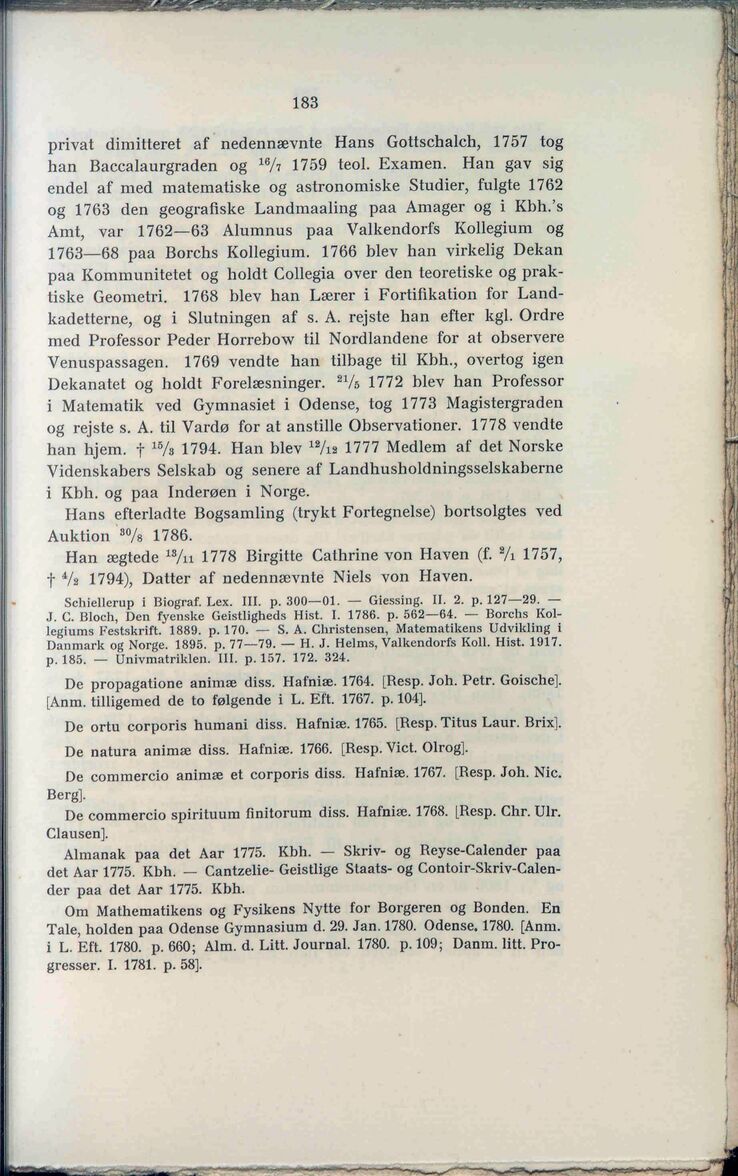 183
privat dimitteret af nedennævnte Hans Gottschalch, 1757 tog
han Baccalaurgraden og 16/7 1759 teol. Examen. Han gav sig
endel af med matematiske og astronomiske Studier, fulgte 1762
og 1763 den geografiske Landmaaling paa Amager og i Kbh.'s
Amt, var 1762—63 Alumnus paa Valkendorfs Kollegium og
1763—68 paa Borchs Kollegium. 1766 blev han virkelig Dekan
paa Kommunitetet og holdt Collegia over den teoretiske og prak-
tiske Geometri. 1768 blev han Lærer i Fortifikation for Land-
kadetterne, og i Slutningen af s. A. rejste han efter kgl. Ordre
med Professor Peder Horrebow til Nordlandene for at observere
Venuspassagen. 1769 vendte han tilbage til Kbh., overtog igen
Dekanatet og holdt Forelæsninger. 21/5 1772 blev han Professor
i Matematik ved Gymnasiet i Odense, tog 1773 Magistergraden
og rejste s. A. til Vardø for at anstille Observationer. 1778 vendte
han hjem. † 15/3 1794. Han blev 12/12 1777 Medlem af det Norske
Videnskabers Selskab og senere af Landhusholdningsselskaberne
i Kbh. og paa Inderøen i Norge.
Hans efterladte Bogsamling (trykt Fortegnelse) bortsolgtes ved
Auktion 30/8 1786.
Han ægtede 13/11 1778 Birgitte Cathrine von Haven (f. 2/1 1757,
† 4/2 1794), Datter af nedennævnte Niels von Haven.
Schiellerup i Biograf. Lex. III. p. 300—01. — Giessing. II. 2. p. 127—29. —
J. C. Bloch, Den fyenske Geistligheds Hist. I. 1786. p. 562—64. — Borchs Kol-
legiums Festskrift. 1889. p. 170. — S. A. Christensen, Matematikens Udvikling i
Danmark og Norge. 1895. p. 77—79. — H. J. Helms, Valkendorfs Koll. Hist. 1917.
p. 185. — Univmatriklen. III. p. 157. 172. 324.
De propagatione animæ diss. Hafniæ. 1764. [Resp. Joh. Petr. Goische].
[Anm. tilligemed de to følgende i L. Eft. 1767. p. 104].
De ortu corporis humani diss. Hafniæ. 1765. [Resp. Titus Laur. Brix].
De natura animæ diss. Hafniæ. 1766. [Resp. Vict. Olrog].
De commercio animæ et corporis diss. Hafniæ. 1767. [Resp. Joh. Nic.
Berg].
De commercio spirituum finitorum diss. Hafniæ. 1768. [Resp. Chr. Ulr.
Clausen].
Almanak paa det Aar 1775. Kbh. — Skriv- og Reyse-Calender paa
det Aar 1775. Kbh. — Cantzelie- Geistlige Staats- og Contoir-Skriv-Calen-
der paa det Aar 1775. Kbh.
Om Mathematikens og Fysikens Nytte for Borgeren og Bonden. En
Tale, holden paa Odense Gymnasium d. 29. Jan. 1780. Odense, 1780. [Anm.
i L. Eft. 1780. p. 660; Alm. d. Litt. Journal. 1780. p. 109; Danm. litt. Pro-
gresser. I. 1781. p. 58].